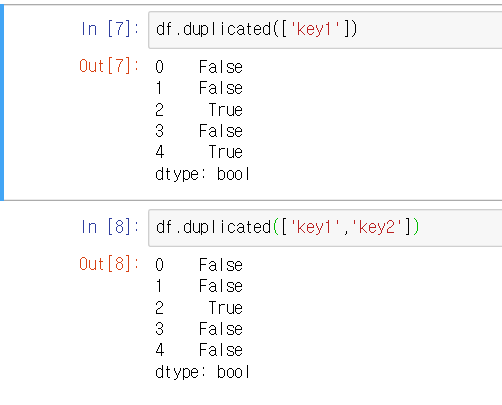 In [7]: df.duplicated(['key1'])
Out[7]: 0    False
1    False
2     True
3    False
4     True
dtype: bool
In [8]: df.duplicated(['key1','key2'])
Out[8]: 0    False
1    False
2     True
3    False
4    False
dtype: bool